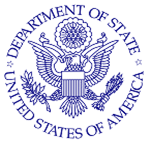 DEPARTMENT OF STATE
UNITED STATES OF AMERICA